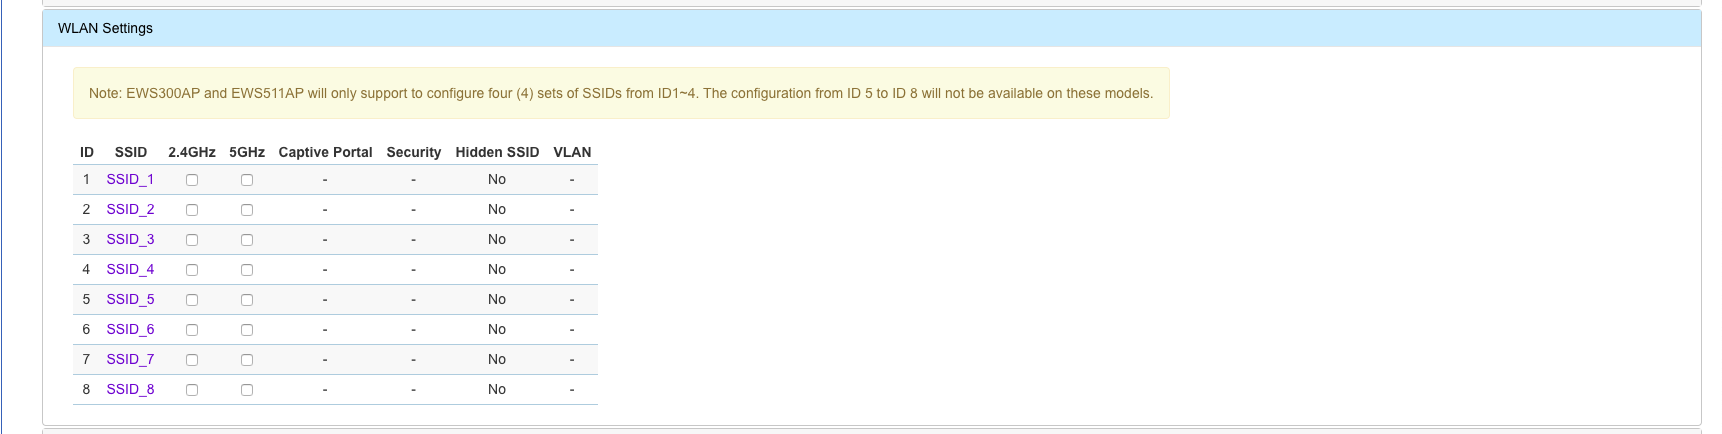 WLAN Settings
Note: EWS300AP and EWS511AP will only support to configure four (4) sets of SSIDs from ID1~4. The configuration from ID 5 to ID 8 will not be available on these models.
ID SSID 2.4GHz 5GHz Captive Portal Security Hidden SSID VLAN
1 SSID_1 - - No -
2 SSID_2 - - No -
3 SSID_3 - - No -
4 SSID_4 - - No -
5 SSID_5 - - No -
6 SSID_6 - - No -
7 SSID_7 - - No -
8 SSID_8 - - No -